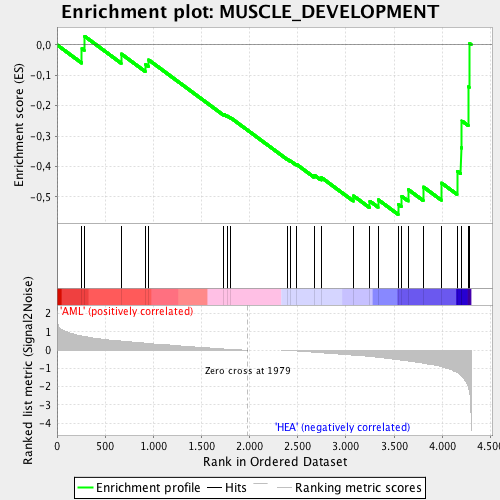 Enrichment plot: MUSCLE_DEVELOPMENT
Enrichment score (ES)
0,0
-0,1
-0,2
-0,3
-0,4
-0,5
'AML' (positively correlated)
Ranked list metric (Signal2Noise)
2
1
0
-1
-2
-3
-4
Zero cross at 1979
'HEA' (negatively correlated)
0
500
1.000
1.500
2.000
2.500
3.000
3.500
4.000
4.500
Rank in Ordered Dataset
Enrichment profile
Hits
Ranking metric scores